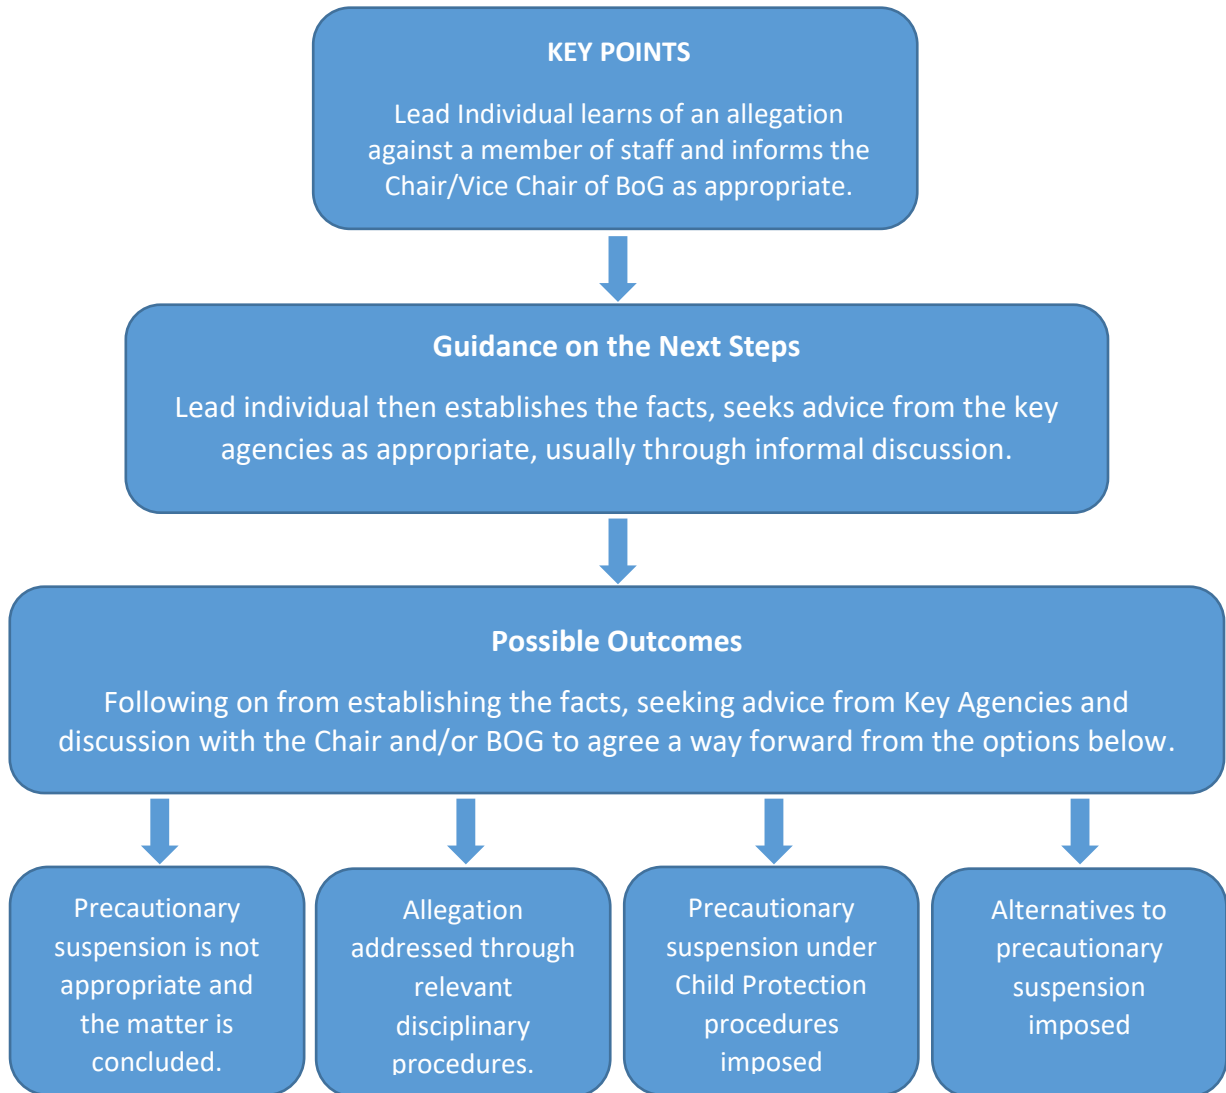 KEY POINTS
Lead Individual learns of an allegation
against a member of staff and informs the
Chair/Vice Chair of BoG as appropriate.
Guidance on the Next Steps
Lead individual then establishes the facts, seeks advice from the key
agencies as appropriate, usually through informal discussion.
Possible Outcomes
Following on from establishing the facts, seeking advice from Key Agencies and
discussion with the Chair and/or BOG to agree a way forward from the options below.
Precautionary
suspension is not
appropriate and
the matter is
concluded.
Allegation
addressed through
relevant
disciplinary
procedures.
Precautionary
suspension under
Child Protection
procedures
imposed
Alternatives to
precautionary
suspension
imposed